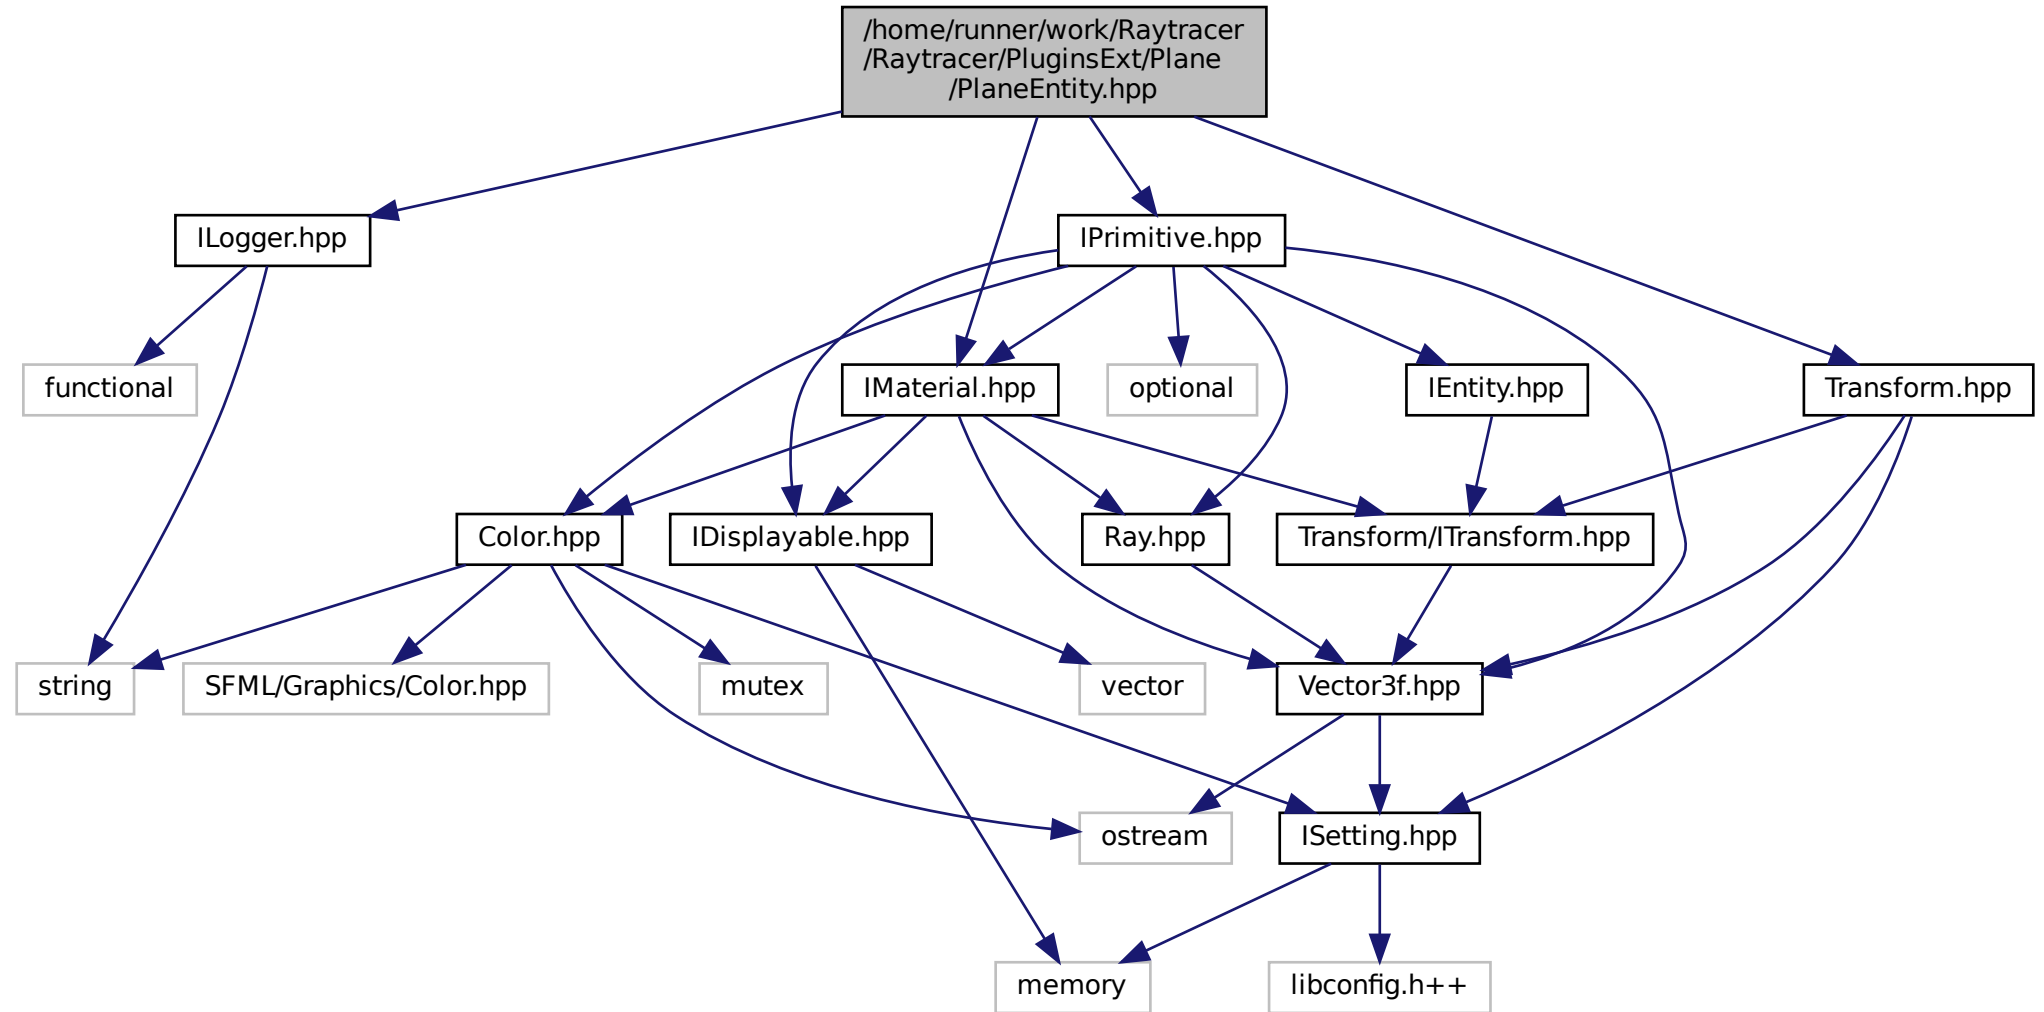 /home/runner/work/Raytracer
/Raytracer/PluginsExt/Plane
/PlaneEntity.hpp
ILogger.hpp
IPrimitive.hpp
functional
IMaterial.hpp
optional
IEntity.hpp
Transform.hpp
Color.hpp
IDisplayable.hpp
Ray.hpp
Transform/ITransform.hpp
string
SFML/Graphics/Color.hpp
mutex
vector
Vector3f.hpp
ostream
ISetting.hpp
memory
libconfig.h++